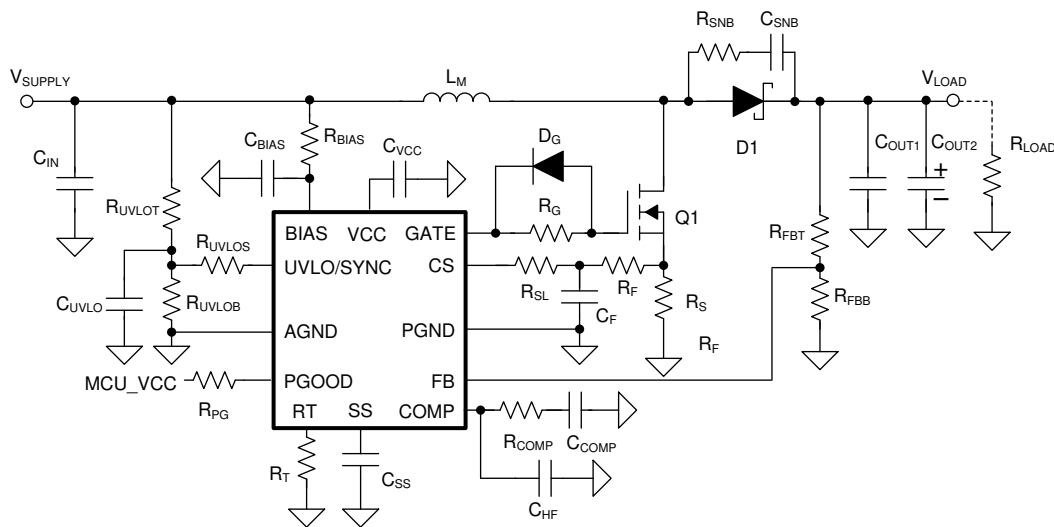 RSNB
CSNB
VSUPPLY
LM
VLOAD
CIN
CBIAS
RBIAS
CVCC
DG
D1
COUT1
COUT2
RLOAD
+
−
RUVLOT
RG
Q1
BIAS
VCC
GATE
RFBT
RUVLOS
UVLO/SYNC
CS
CUVLO
RUVLOB
RSL
RF
CF
RS
RFBB
AGND
PGND
RF
MCU_VCC
PGOOD
FB
RPG
RT
SS
COMP
RCOMP
CCOMP
RT
CSS
CHF